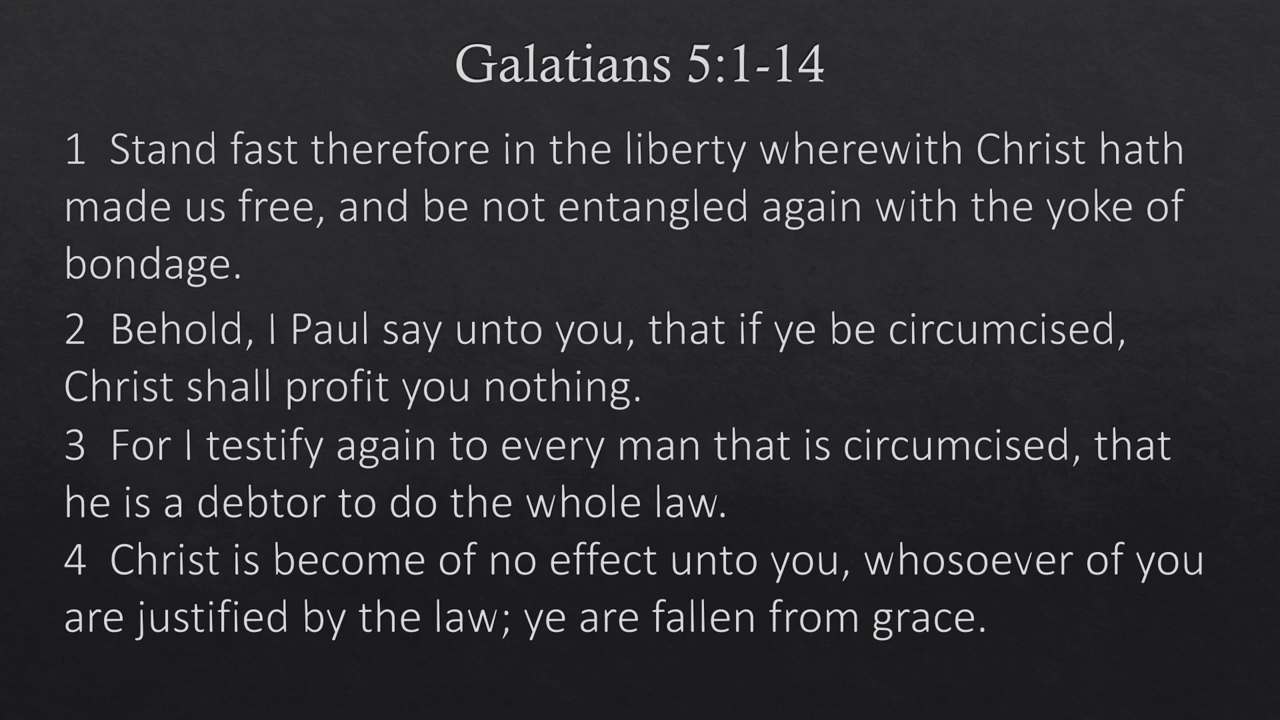 Galatians 5:1-14
1 Stand fast therefore in the liberty wherewith Christ hath
made us free, and be not entangled again with the yoke of
bondage.
2 Behold, I Paul say unto you, that if ye be circumcised,
Christ shall profit you nothing.
3 For I testify again to every man that is circumcised, that
he is a debtor to do the whole law.
4 Christ is become of no effect unto you, whosoever of you
are justified by the law; ye are fallen from grace.